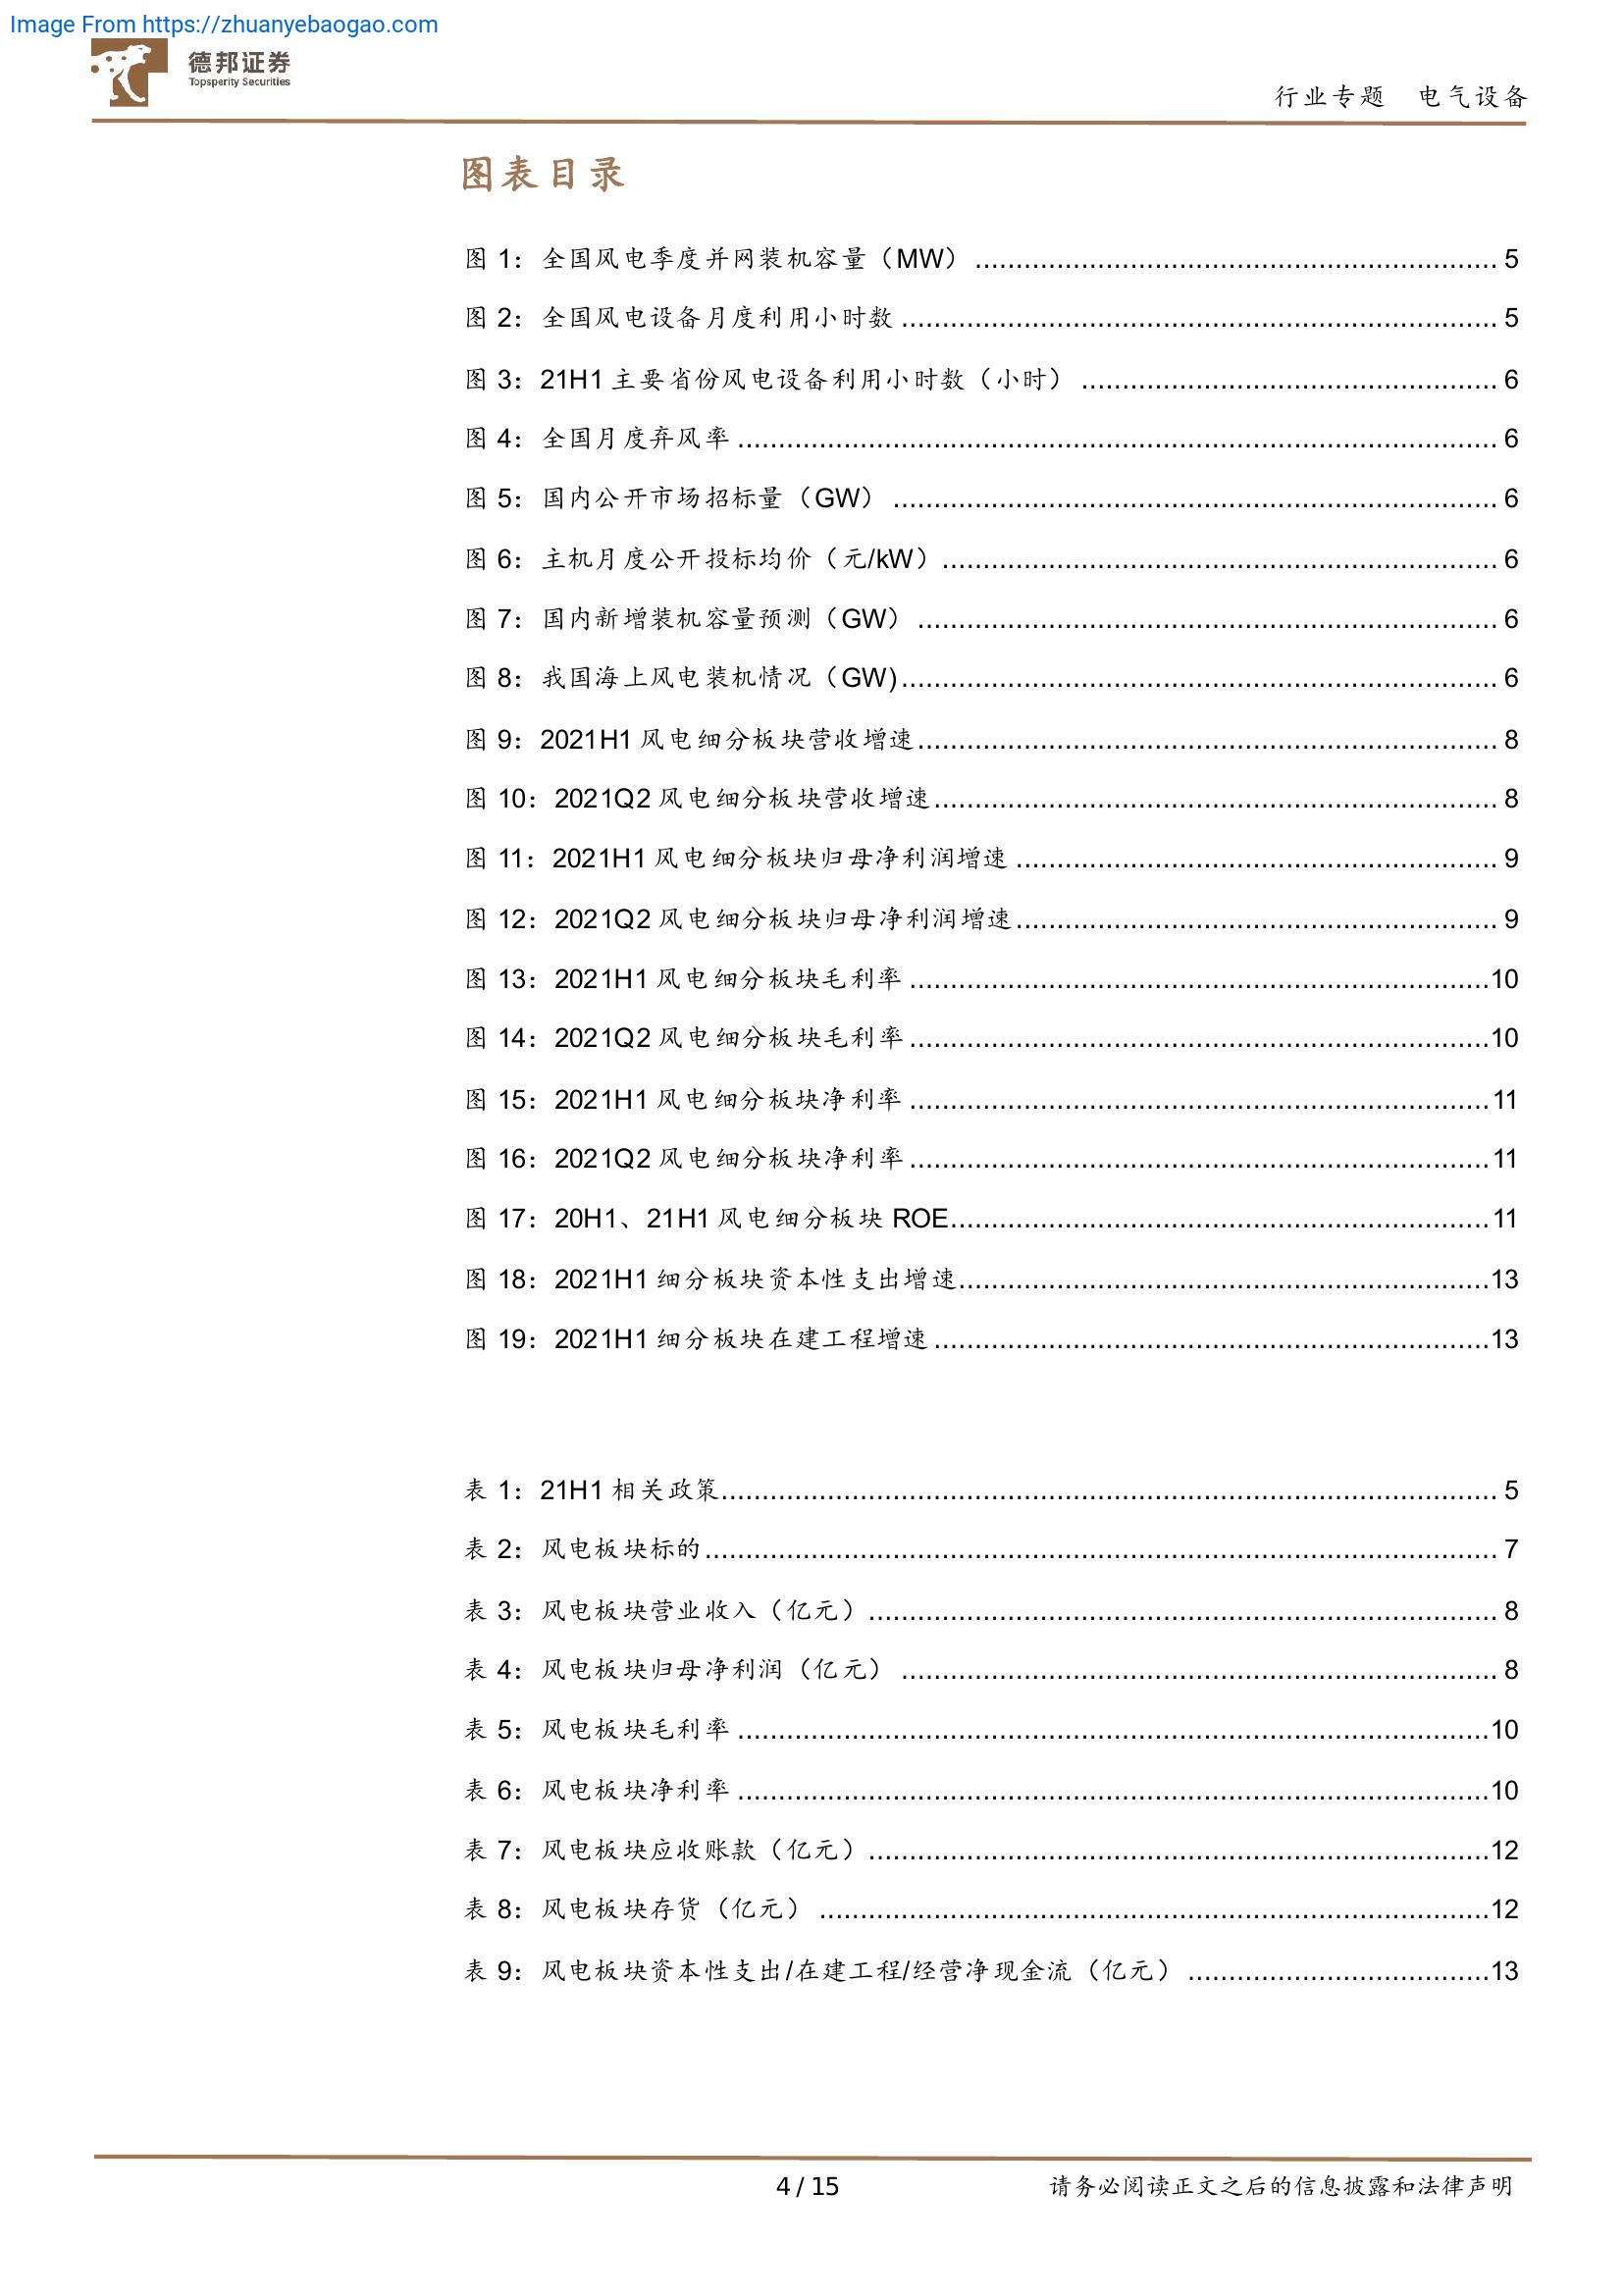 Image From https://zhuanyebaogao.com
德邦证券
Topsperity Securities
行业专题 电气设备
图表目录
图 1：全国风电季度并网装机容量（MW） ................................................................ 5
图 2：全国风电设备月度利用小时数 ......................................................................... 5
图 3：21H1 主要省份风电设备利用小时数（小时） ................................................... 6
图 4：全国月度弃风率 ............................................................................................. 6
图 5：国内公开市场招标量（GW） .......................................................................... 6
图 6：主机月度公开投标均价（元/kW） .................................................................... 6
图 7：国内新增装机容量预测（GW） ....................................................................... 6
图 8：我国海上风电装机情况（GW) ......................................................................... 6
图 9：2021H1 风电细分板块营收增速 ....................................................................... 8
图 10：2021Q2 风电细分板块营收增速 ..................................................................... 8
图 11：2021H1 风电细分板块归母净利润增速 ........................................................... 9
图 12：2021Q2 风电细分板块归母净利润增速 ........................................................... 9
图 13：2021H1 风电细分板块毛利率 ....................................................................... 10
图 14：2021Q2 风电细分板块毛利率 ....................................................................... 10
图 15：2021H1 风电细分板块净利率 ....................................................................... 11
图 16：2021Q2 风电细分板块净利率 ....................................................................... 11
图 17：20H1、21H1 风电细分板块 ROE .................................................................. 11
图 18：2021H1 细分板块资本性支出增速 ................................................................. 13
图 19：2021H1 细分板块在建工程增速 .................................................................... 13
表 1：21H1 相关政策 ............................................................................................... 5
表 2：风电板块标的 ................................................................................................. 7
表 3：风电板块营业收入（亿元） ............................................................................. 8
表 4：风电板块归母净利润（亿元） ......................................................................... 8
表 5：风电板块毛利率 ............................................................................................ 10
表 6：风电板块净利率 ............................................................................................ 10
表 7：风电板块应收账款（亿元） ............................................................................ 12
表 8：风电板块存货（亿元） .................................................................................. 12
表 9：风电板块资本性支出/在建工程/经营净现金流（亿元） ..................................... 13
4 / 15
请务必阅读正文之后的信息披露和法律声明